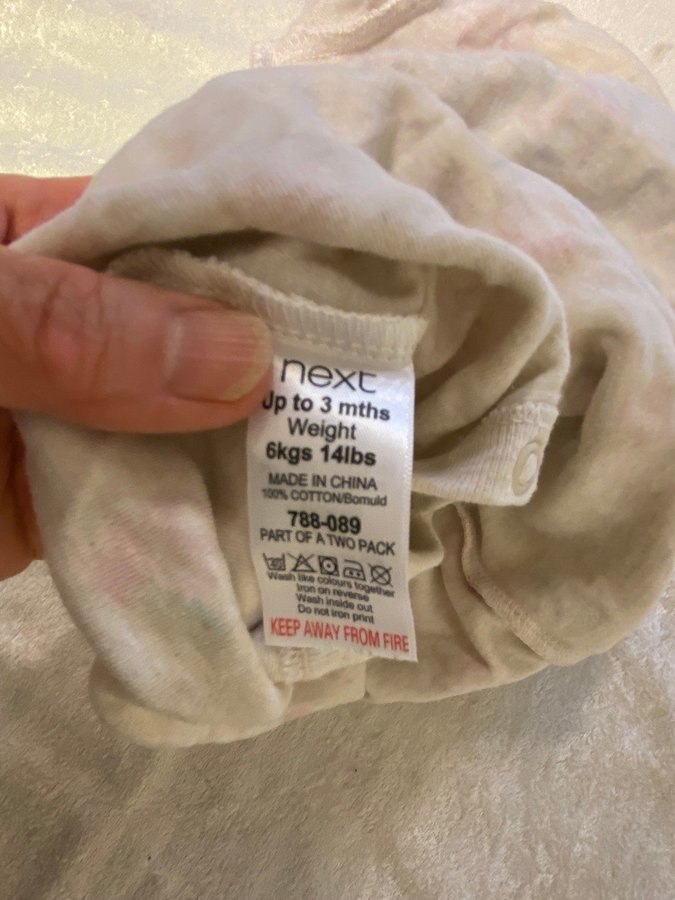 next
Up to 3 mths
Weight
6kgs 14lbs
MADE IN CHINA
100% COTTON/Bomuld
788-089
PART OF A TWO PACK
Wash like colours together
Iron on reverse
Wash inside out
Do not iron print
KEEP AWAY FROM FIRE